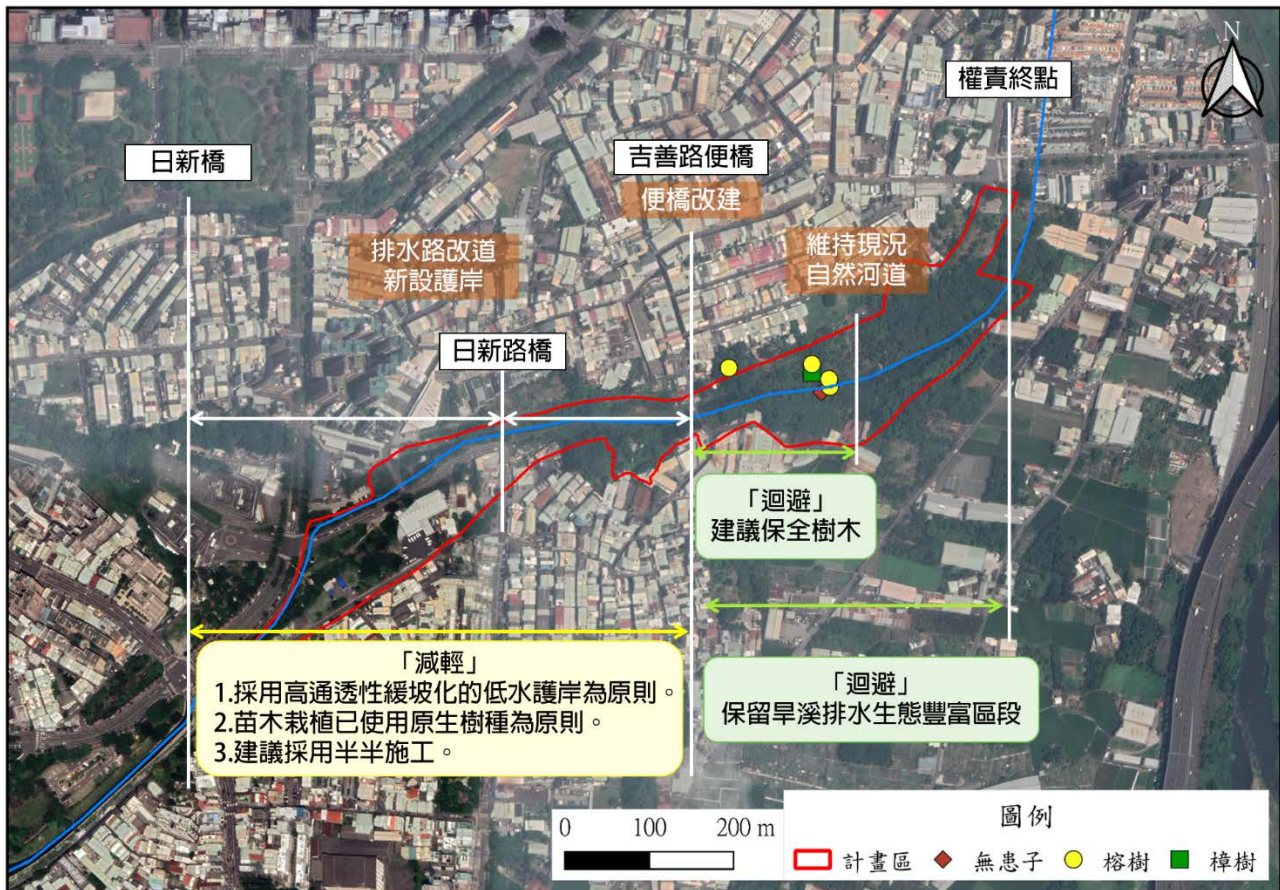 N
權責終點
日新橋
吉善路便橋
便橋改建
排水路改道
新設護岸
維持現況
自然河道
日新路橋
「迴避」
建議保全樹木
「減輕」
1.採用高通透性緩坡化的低水護岸為原則。
2.苗木栽植已使用原生樹種為原則。
3.建議採用半半施工。
「迴避」
保留旱溪排水生態豐富區段
0 100 200 m
圖例
計畫區 無患子 榕樹 樟樹